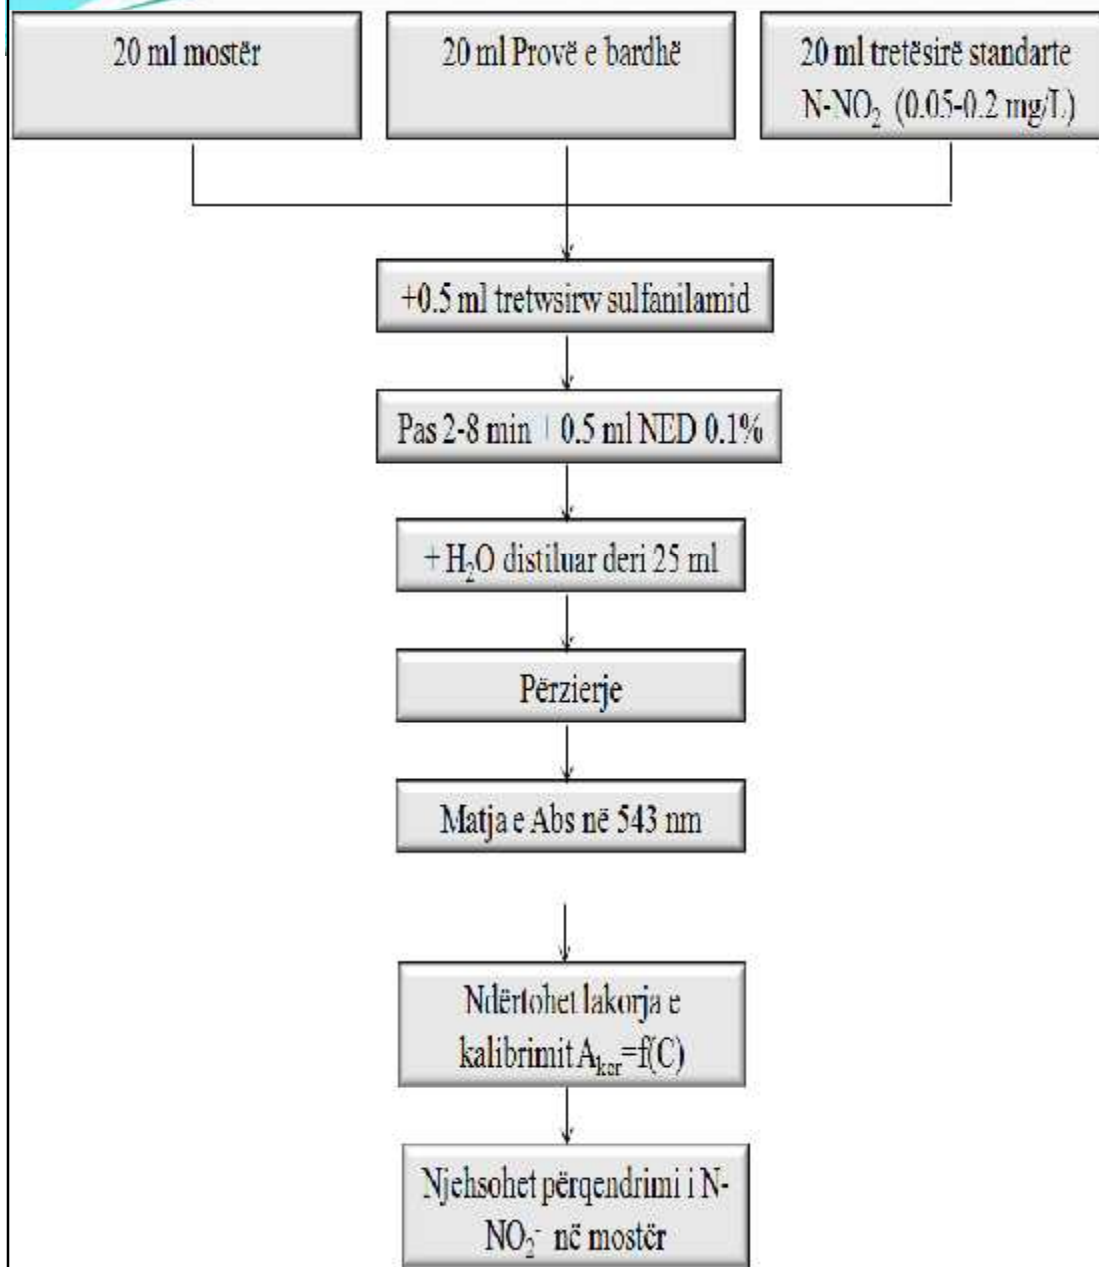 20 ml mostër
20 ml Provë e bardhë
20 ml tretësirë standarte
N-NO₂ (0.05-0.2 mg/L)
+0.5 ml tretwsirw sulfanilamid
Pas 2-8 min + 0.5 ml NED 0.1%
+ H₂O distiluar deri 25 ml
Përzierje
Matja e Abs në 543 nm
Ndërtohet lakorja e
kalibrimit Aₖₒᵣ=f(C)
Njehsohet përqendrimi i N-
NO₂⁻ në mostër